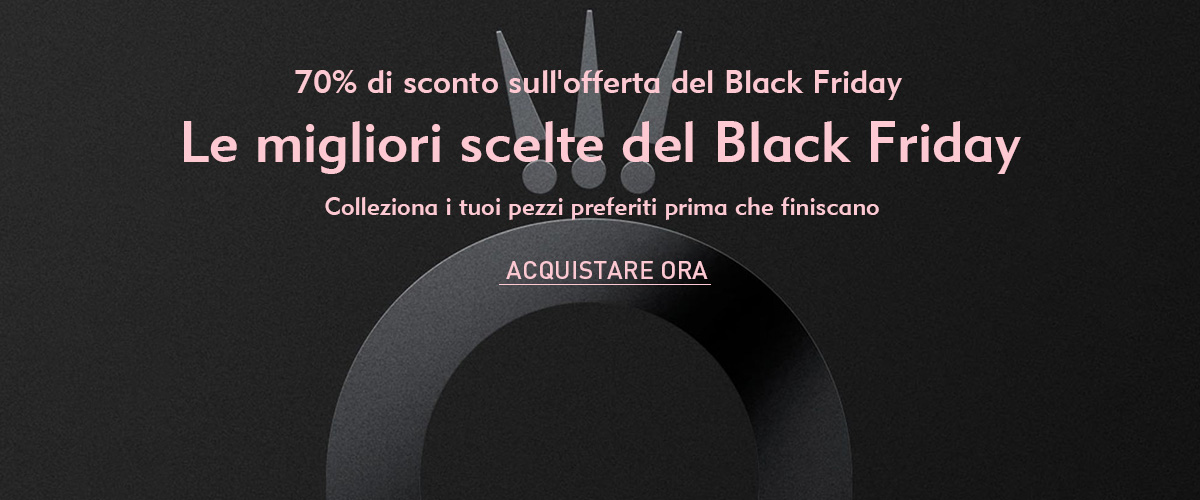 70% di sconto sull'offerta del Black Friday
Le migliori scelte del Black Friday
Colleziona i tuoi pezzi preferiti prima che finiscano
ACQUISTARE ORA